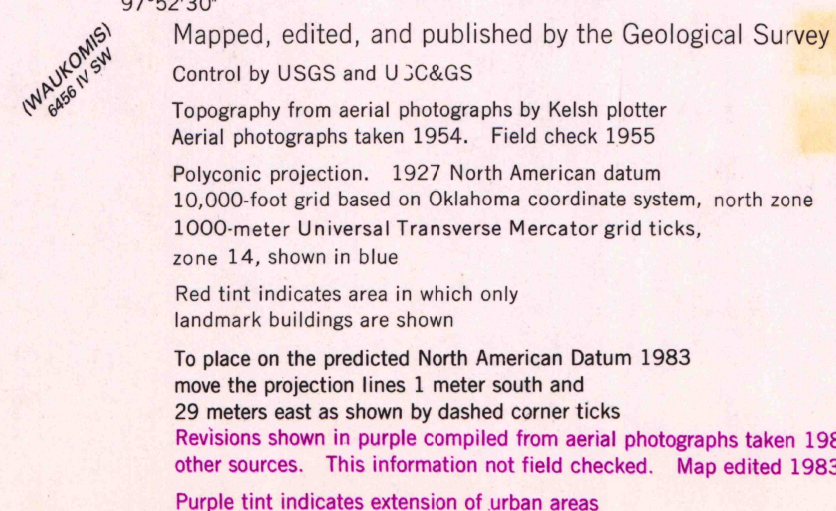 97°52'30"
(WAUKOMIS)
6456 IV SW
Mapped, edited, and published by the Geological Survey
Control by USGS and USC&GS
Topography from aerial photographs by Kelsh plotter
Aerial photographs taken 1954. Field check 1955
Polyconic projection. 1927 North American datum
10,000-foot grid based on Oklahoma coordinate system, north zone
1000-meter Universal Transverse Mercator grid ticks,
zone 14, shown in blue
Red tint indicates area in which only
landmark buildings are shown
To place on the predicted North American Datum 1983
move the projection lines 1 meter south and
29 meters east as shown by dashed corner ticks
Revisions shown in purple compiled from aerial photographs taken
other sources. This information not field checked. Map edited 1983
Purple tint indicates extension of urban areas